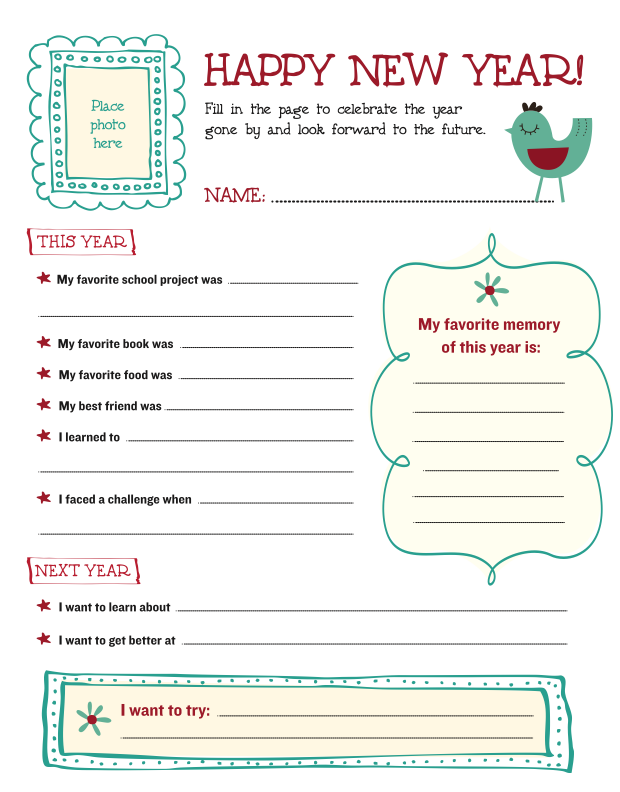 Place
photo
here
HAPPY NEW YEAR!
Fill in the page to celebrate the year
gone by and look forward to the future.
NAME:
THIS YEAR
My favorite school project was
My favorite book was
My favorite food was
My best friend was
I learned to
I faced a challenge when
My favorite memory
of this year is:
NEXT YEAR
I want to learn about
I want to get better at
I want to try: